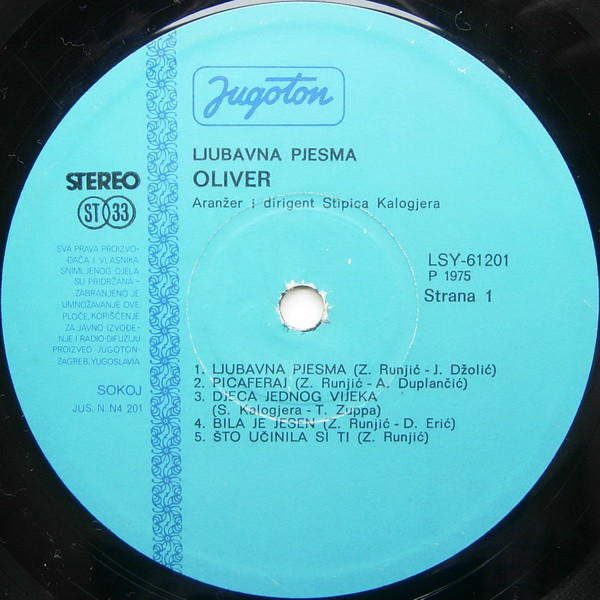 Jugoton
LJUBAVNA PJESMA
OLIVER
Aranžer i dirigent Stipica Kalogjera
STEREO
ST 33
LSY-61201
P 1975
Strana 1
SVA PRAVA PROIZVO-
ĐAČA I VLASNIKA
SNIMLJENOG DJELA
SU PRIDRŽANA -
ZABRANJENO JE
UMNOŽAVANJE OVE
PLOČE, KORIŠĆENJE
ZA JAVNO IZVOĐE-
NJE I RADIO-DIFUZIJU
PROIZVEO -JUGOTON-
ZAGREB, YUGOSLAVIA
SOKOJ
JUS. N. N4 201
1. LJUBAVNA PJESMA (Z. Runjić - J. Džolić)
2. PICAFERAJ (Z. Runjić - A. Duplančić)
3. DJECA JEDNOG VIJEKA
(S. Kalogjera - T. Zuppa)
4. BILA JE JESEN (Z. Runjić - D. Erić)
5. ŠTO UČINILA SI TI (Z. Runjić)